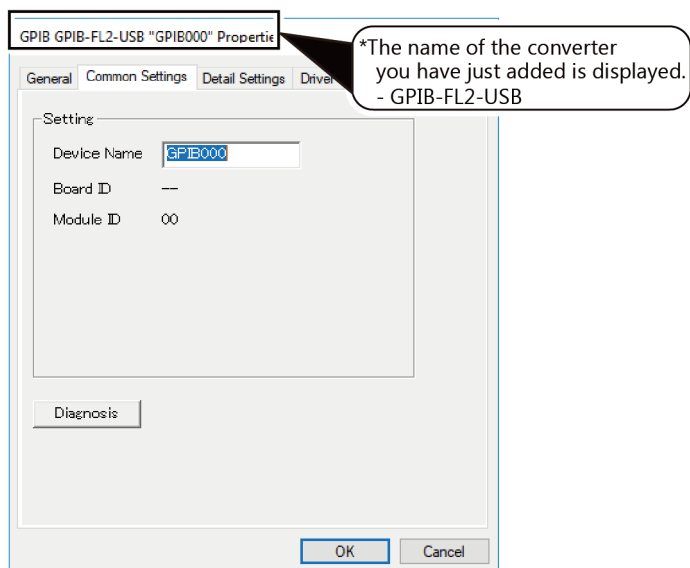 GPIB GPIB-FL2-USB "GPIB000" Propertie
*The name of the converter
you have just added is displayed.
- GPIB-FL2-USB
General Common Settings Detail Settings Driver
Setting
Device Name GPIB000
Board ID --
Module ID 00
Diagnosis
OK Cancel